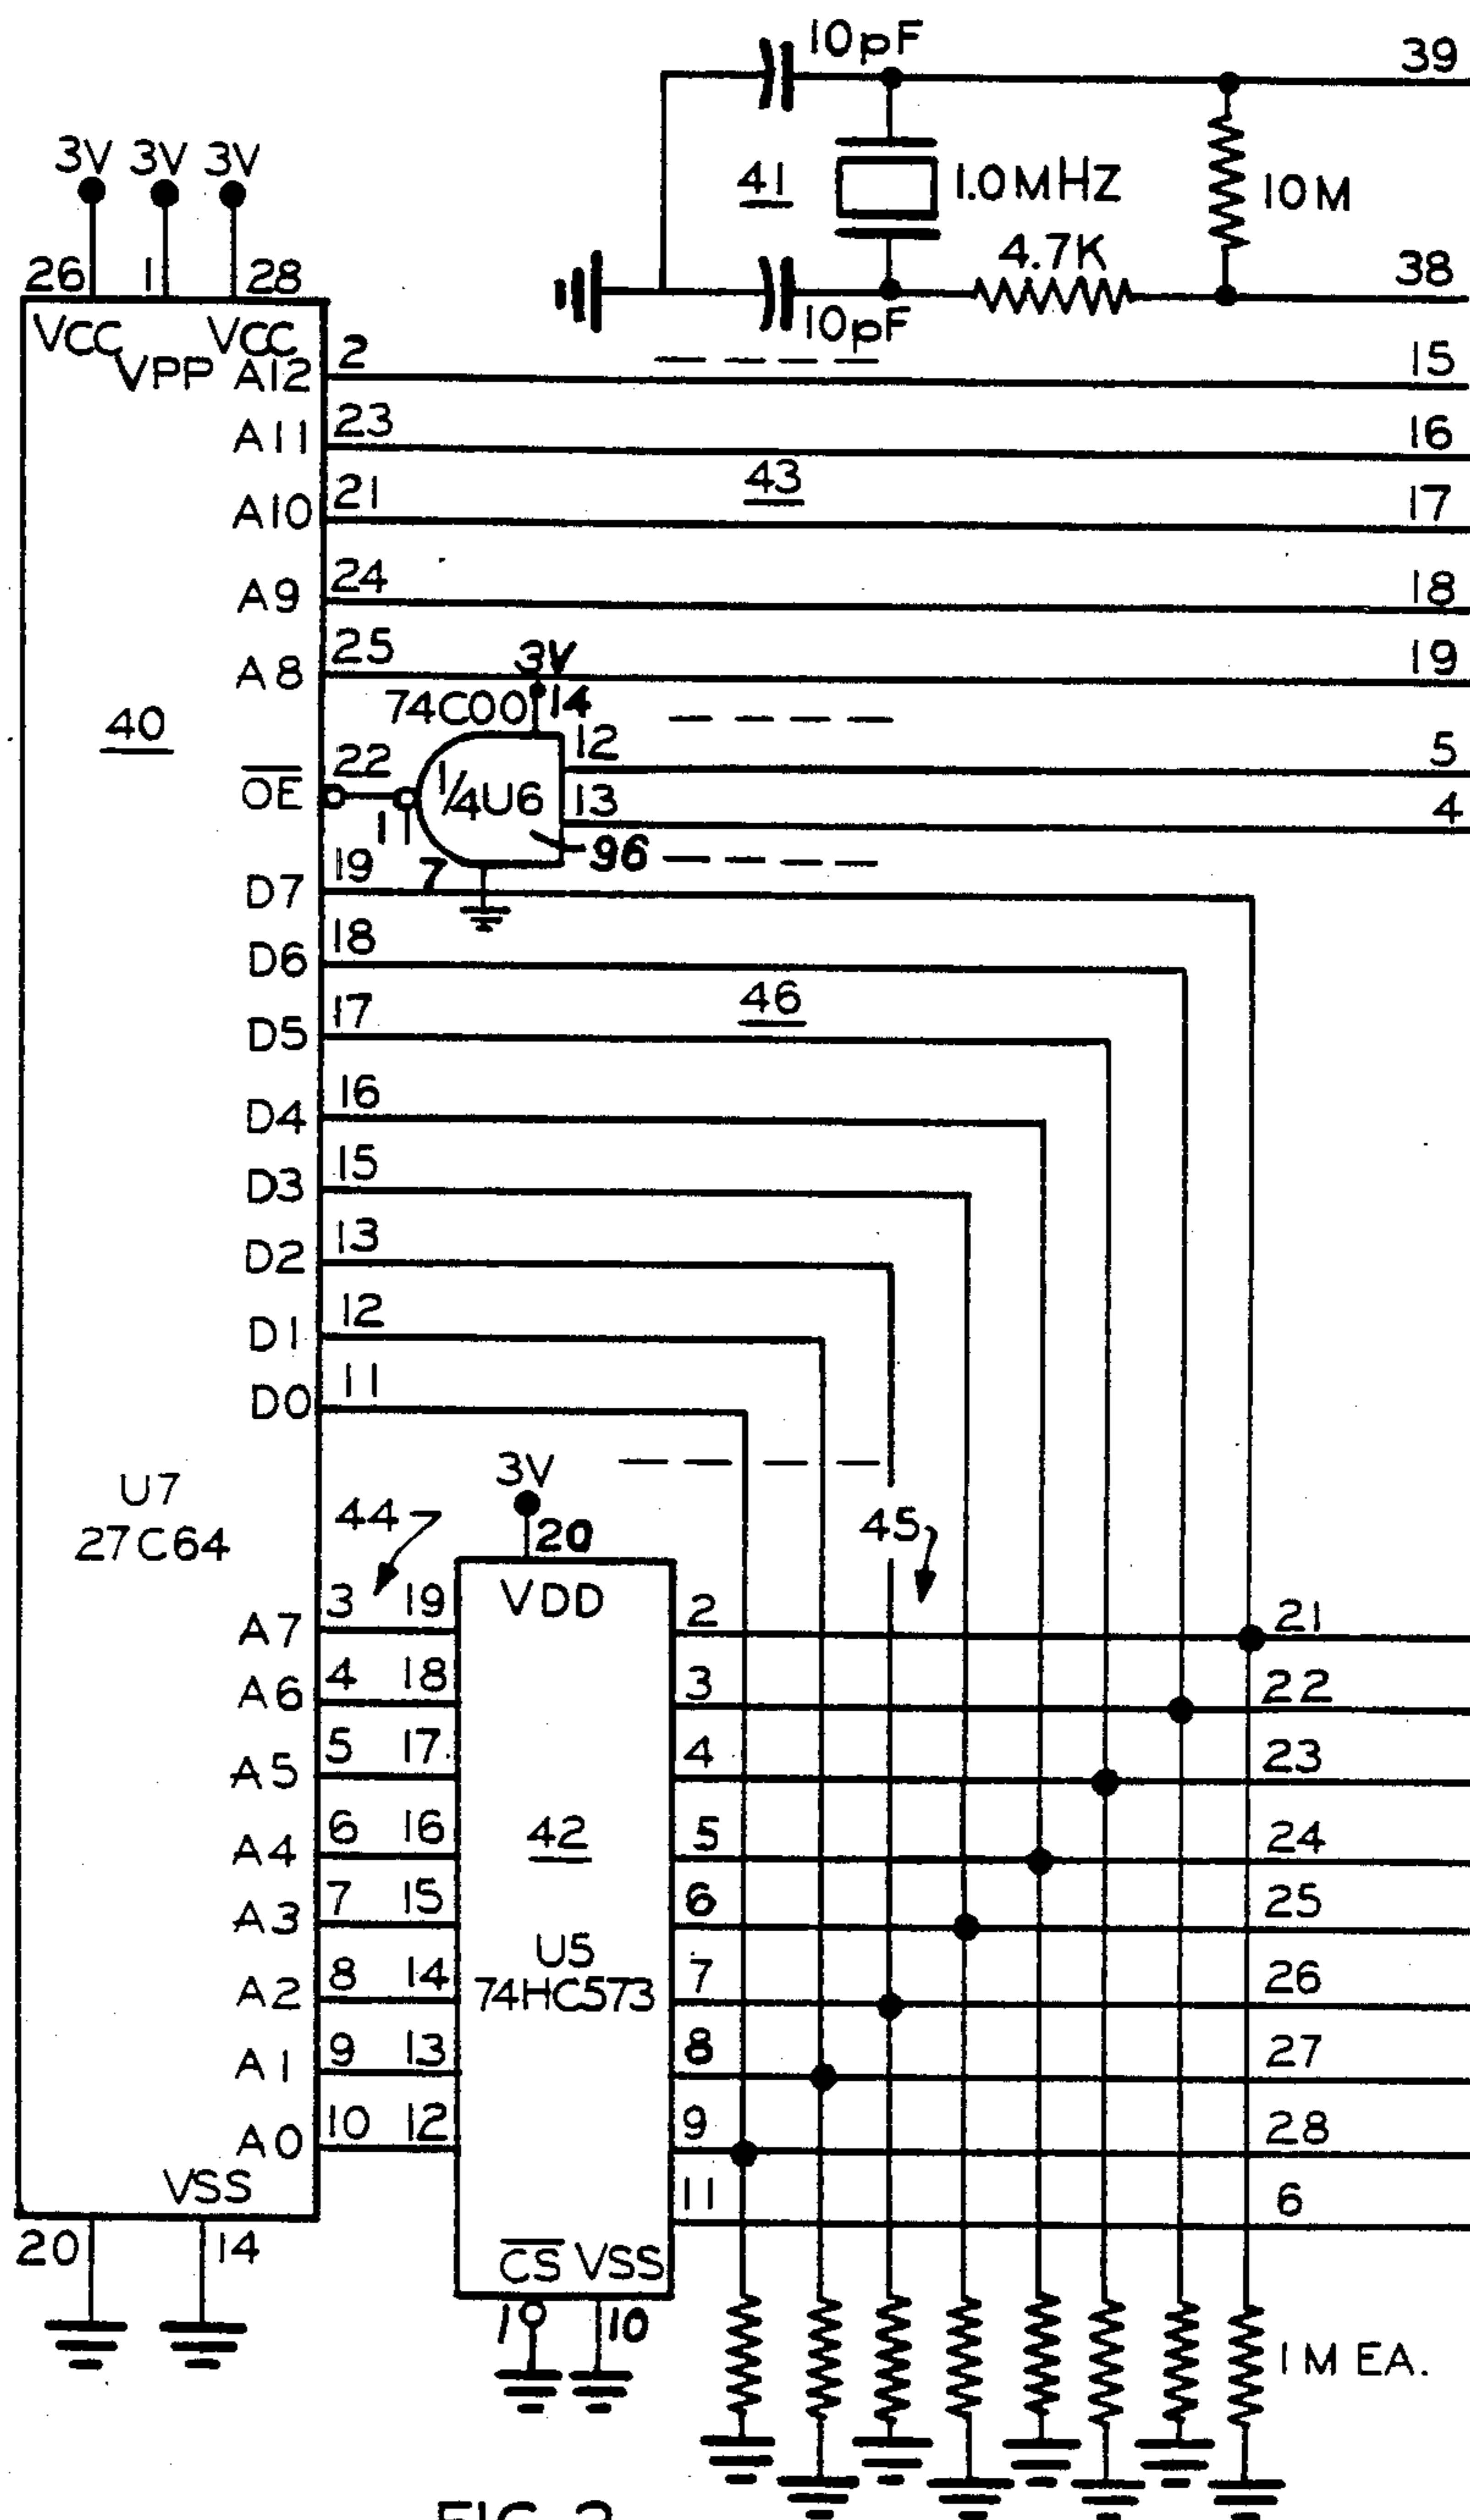 10pF
39
3V 3V 3V
41
1.0MHZ
10M
26 1 28
4.7K
38
10pF
VCC VCC
VPP A12 2 15
A11 23 16
43
A10 21 17
A9 24 18
A8 25 19
3V
74C00 14
40
12 5
OE 22 1/4U6
13 4
1
96
7
D7 19
D6 18
46
D5 17
D4 16
D3 15
D2 13
D1 12
D0 11
3V
U7
27C64
44
20
45
VDD
A7 3 19 2 21
A6 4 18 3 22
A5 5 17 4 23
A4 6 16 42 5 24
A3 7 15 6 25
U5
A2 8 14 74HC573 7 26
A1 9 13 8 27
A0 10 12 9 28
VSS
11 6
20 14
CS VSS
1 10
1M EA.